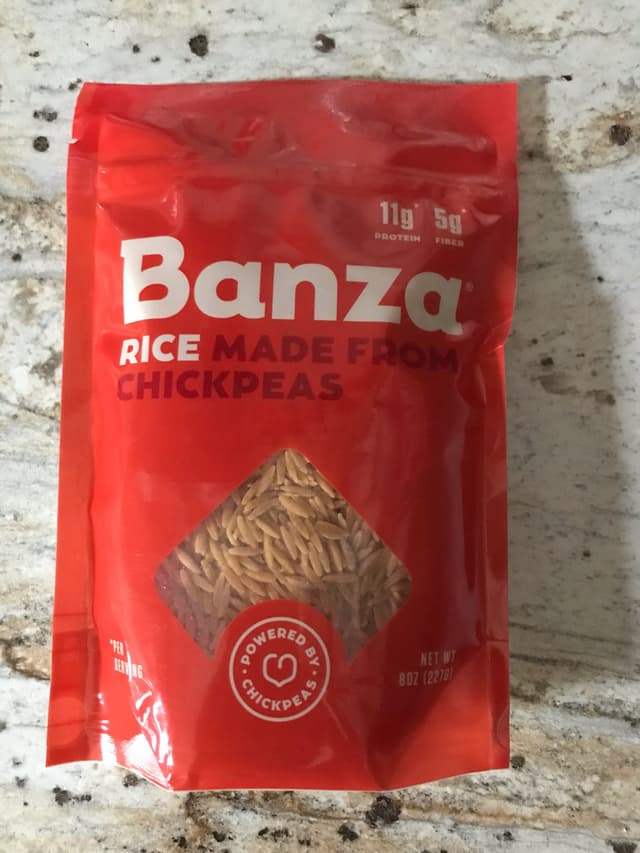 11g* 5g*
PROTEIN FIBER
Banza®
RICE MADE FROM
CHICKPEAS
POWERED BY
CHICKPEAS
*PER
SERVING
NET WT
8OZ (227G)